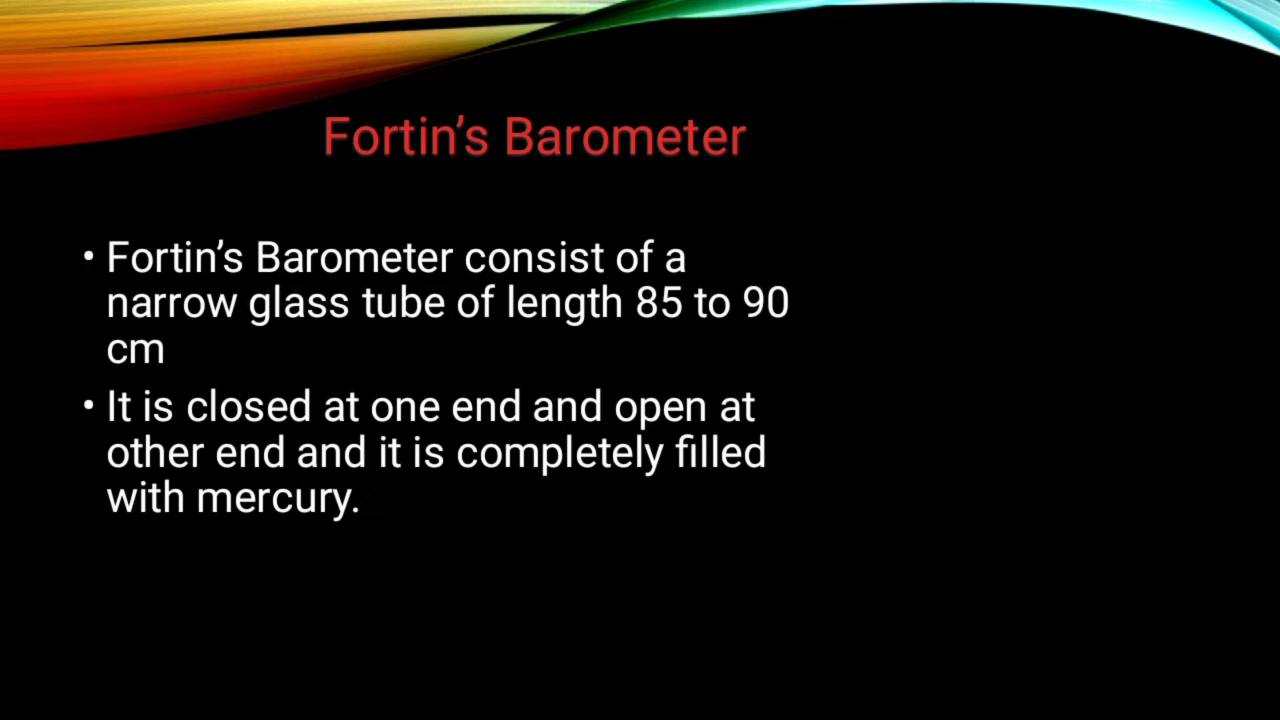 Fortin’s Barometer
• Fortin’s Barometer consist of a
narrow glass tube of length 85 to 90
cm
• It is closed at one end and open at
other end and it is completely filled
with mercury.